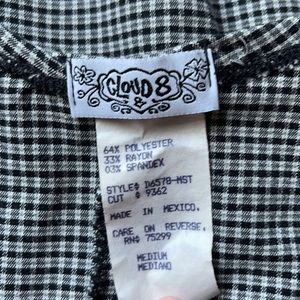 CLOUD 8
&
64% POLYESTER
33% RAYON
03% SPANDEX
STYLE# D6578-MST
CUT # 9362
MADE IN MEXICO.
CARE ON REVERSE.
RN# 75299
MEDIUM
MEDIANO